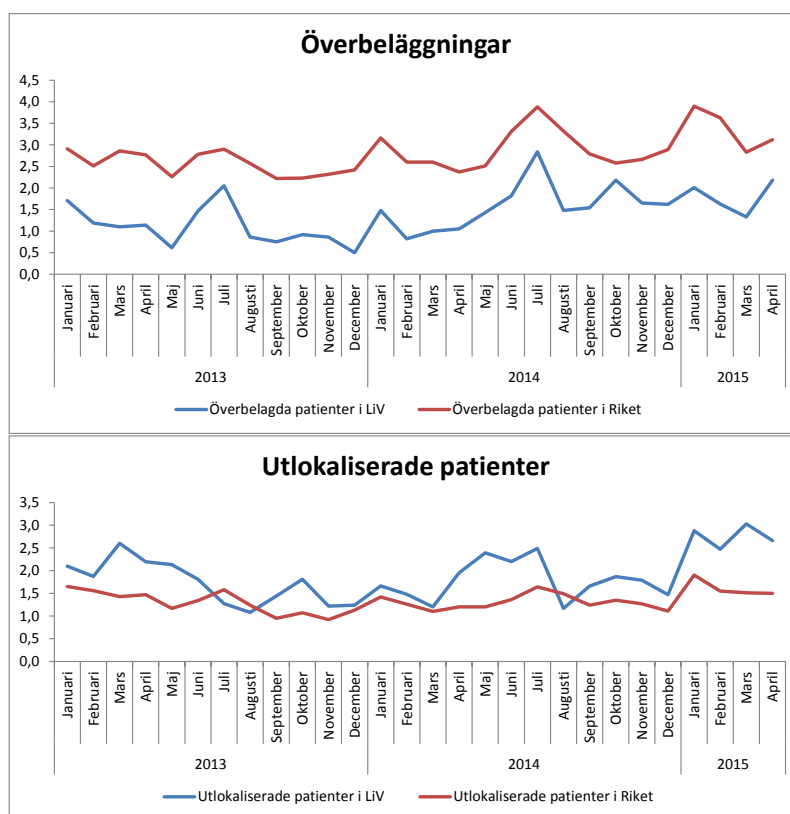 Överbeläggningar
4,5
4,0
3,5
3,0
2,5
2,0
1,5
1,0
0,5
0,0
Januari Februari Mars April Maj Juni Juli Augusti September Oktober November December Januari Februari Mars April Maj Juni Juli Augusti September Oktober November December Januari Februari Mars April
2013 2014 2015
Överbelagda patienter i LiV Överbelagda patienter i Riket
Utlokaliserade patienter
3,5
3,0
2,5
2,0
1,5
1,0
0,5
0,0
Januari Februari Mars April Maj Juni Juli Augusti September Oktober November December Januari Februari Mars April Maj Juni Juli Augusti September Oktober November December Januari Februari Mars April
2013 2014 2015
Utlokaliserade patienter i LiV Utlokaliserade patienter i Riket